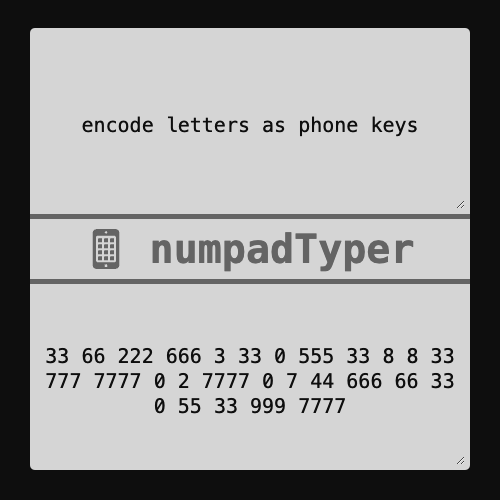 encode letters as phone keys
numpadTyper
33 66 222 666 3 33 0 555 33 8 8 33
777 7777 0 2 7777 0 7 44 666 66 33
0 55 33 999 7777